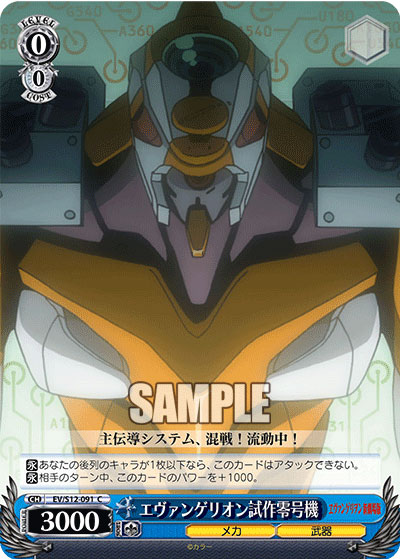 LEVEL
0
0
COST
SAMPLE
主伝導システム、混戦！流動中！
永 あなたの後列のキャラが1枚以下なら、このカードはアタックできない。
永 相手のターン中、このカードのパワーを＋1000。
CH EV/S12-091 C
エヴァンゲリオン試作零号機
3000
メカ
武器
©カラー